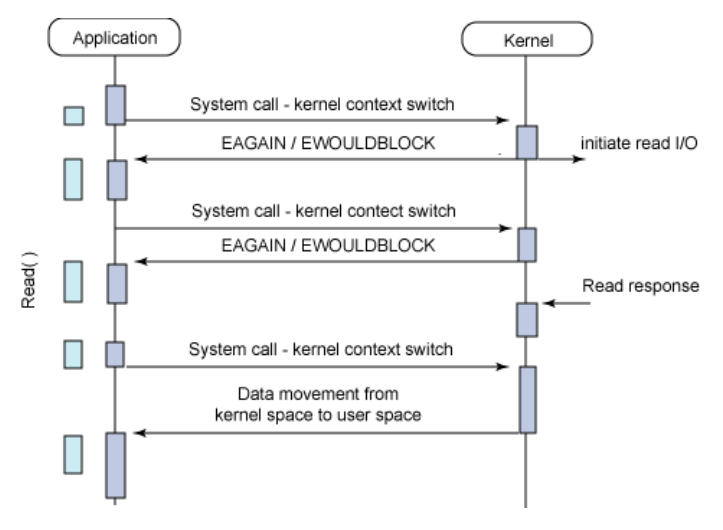 Application
Kernel
System call - kernel context switch
EAGAIN / EWOULDBLOCK
initiate read I/O
System call - kernel contect switch
EAGAIN / EWOULDBLOCK
Read( )
Read response
System call - kernel context switch
Data movement from
kernel space to user space